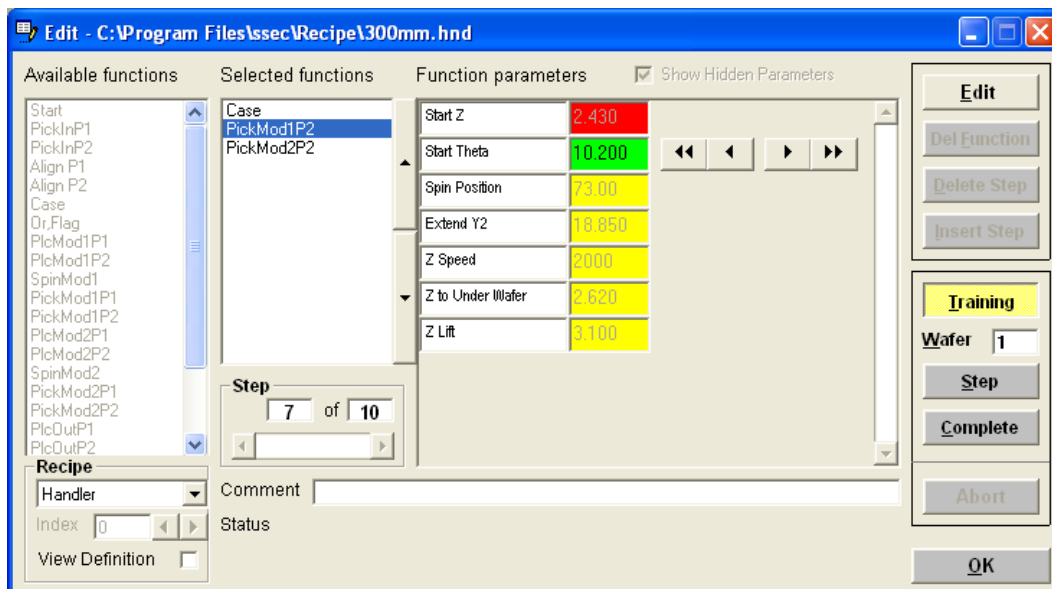 Edit - C:\Program Files\ssec\Recipe\300mm.hnd
Available functions
Start
PickInP1
PickInP2
Align P1
Align P2
Case
Or,Flag
PlcMod1P1
PlcMod1P2
SpinMod1
PickMod1P1
PickMod1P2
PlcMod2P1
PlcMod2P2
SpinMod2
PickMod2P1
PickMod2P2
PlcOutP1
PlcOutP2
Recipe
Handler
Index 0
View Definition
Selected functions
Case
PickMod1P2
PickMod2P2
Step
7 of 10
Function parameters
Show Hidden Parameters
Start Z 2.430
Start Theta 10.200
Spin Position 73.00
Extend Y2 18.850
Z Speed 2000
Z to Under Wafer 2.620
Z Lift 3.100
Comment
Status
Edit
Del Function
Delete Step
Insert Step
Training
Wafer 1
Step
Complete
Abort
OK